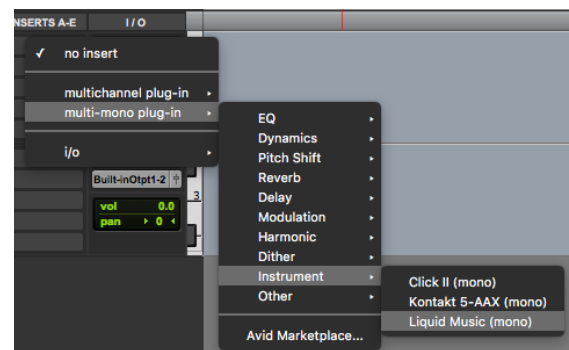 NSERTS A-E I / O
✓ no insert
multichannel plug-in
multi-mono plug-in
i/o
Built-inOtpt1-2
vol 0.0
pan 0
3
EQ
Dynamics
Pitch Shift
Reverb
Delay
Modulation
Harmonic
Dither
Instrument
Other
Avid Marketplace...
Click II (mono)
Kontakt 5-AAX (mono)
Liquid Music (mono)